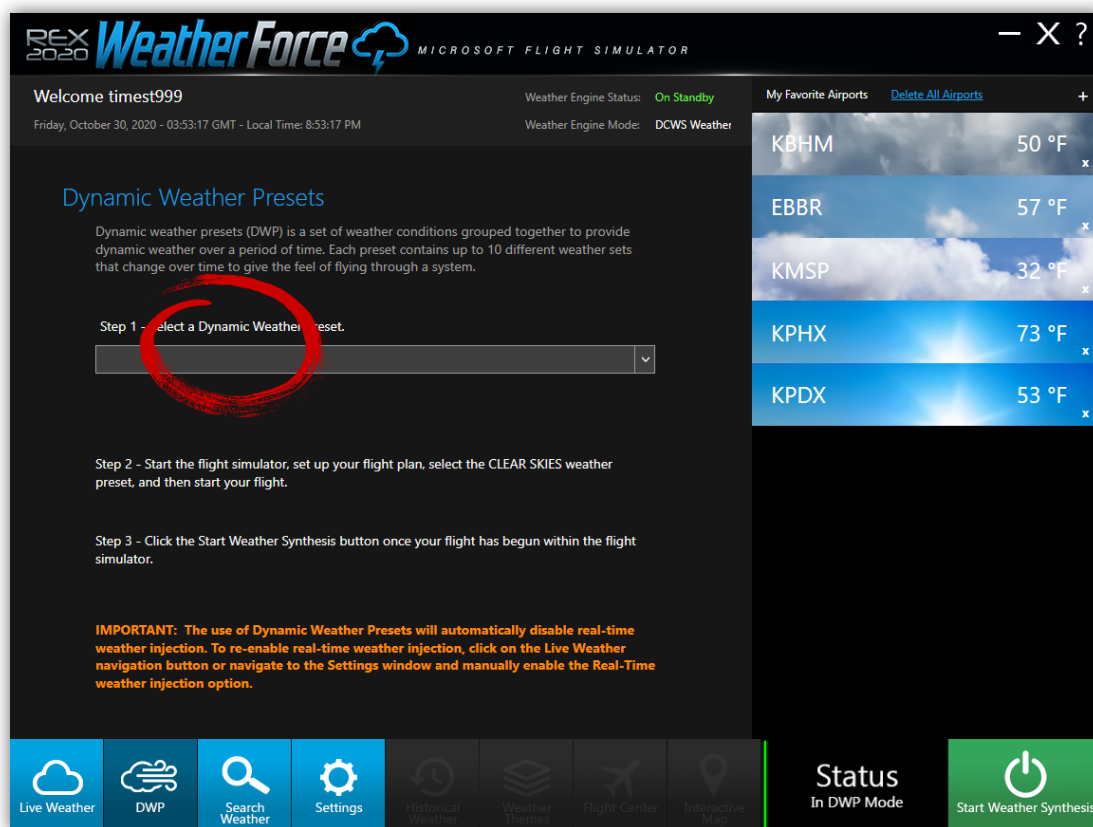 REX 2020 WeatherForce MICROSOFT FLIGHT SIMULATOR
— X ?
Welcome timest999
Weather Engine Status: On Standby
Friday, October 30, 2020 - 03:53:17 GMT - Local Time: 8:53:17 PM
Weather Engine Mode: DCWS Weather
My Favorite Airports Delete All Airports +
KBHM 50 °F x
EBBR 57 °F x
KMSP 32 °F x
KPHX 73 °F x
KPDX 53 °F x
Dynamic Weather Presets
Dynamic weather presets (DWP) is a set of weather conditions grouped together to provide
dynamic weather over a period of time. Each preset contains up to 10 different weather sets
that change over time to give the feel of flying through a system.
Step 1 - Select a Dynamic Weather Preset.
Step 2 - Start the flight simulator, set up your flight plan, select the CLEAR SKIES weather
preset, and then start your flight.
Step 3 - Click the Start Weather Synthesis button once your flight has begun within the flight
simulator.
IMPORTANT: The use of Dynamic Weather Presets will automatically disable real-time
weather injection. To re-enable real-time weather injection, click on the Live Weather
navigation button or navigate to the Settings window and manually enable the Real-Time
weather injection option.
Live Weather
DWP
Search
Weather
Settings
Historical
Weather
Weather
Themes
Flight Center
Interactive
Map
Status
In DWP Mode
Start Weather Synthesis